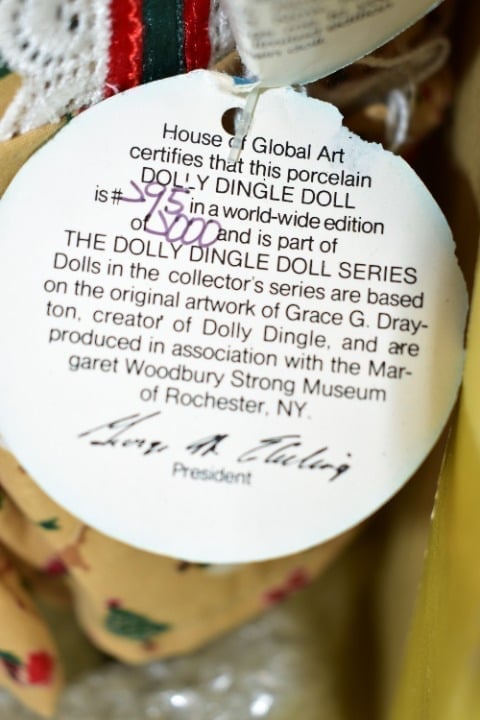 House of Global Art
certifies that this porcelain
DOLLY DINGLE DOLL
is # 295 in a world-wide edition
of 5000 and is part of
THE DOLLY DINGLE DOLL SERIES
Dolls in the collector's series are based
on the original artwork of Grace G. Dray-
ton, creator of Dolly Dingle, and are
produced in association with the Mar-
garet Woodbury Strong Museum
of Rochester, NY.
President